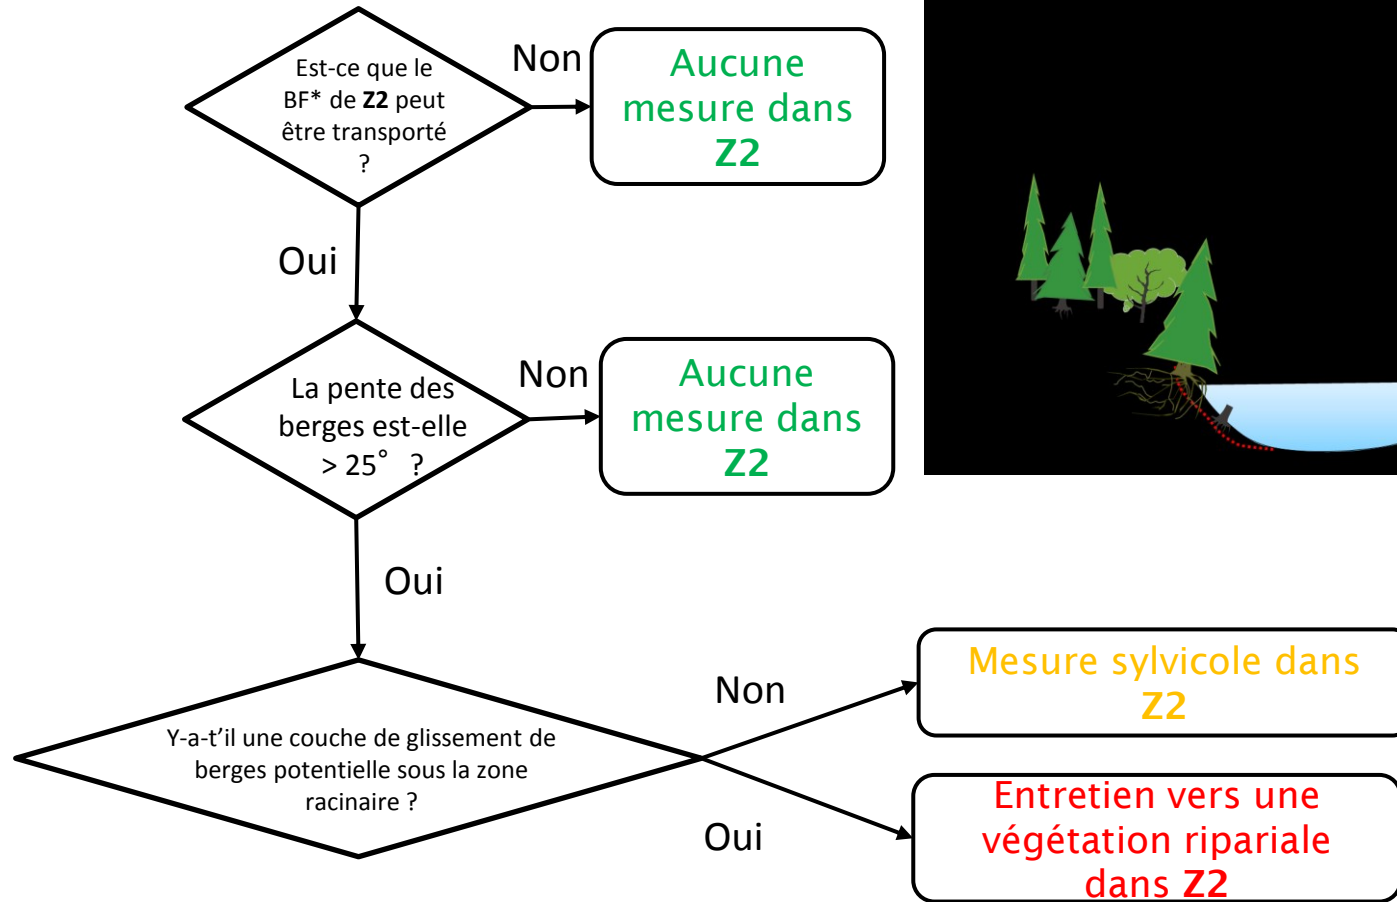 Est-ce que le
BF* de Z2 peut
être transporté
?
Non
Aucune
mesure dans
Z2
Oui
La pente des
berges est-elle
> 25° ?
Non
Aucune
mesure dans
Z2
Oui
Y-a-t’il une couche de glissement de
berges potentielle sous la zone
racinaire ?
Non
Mesure sylvicole dans
Z2
Oui
Entretien vers une
végétation ripariale
dans Z2